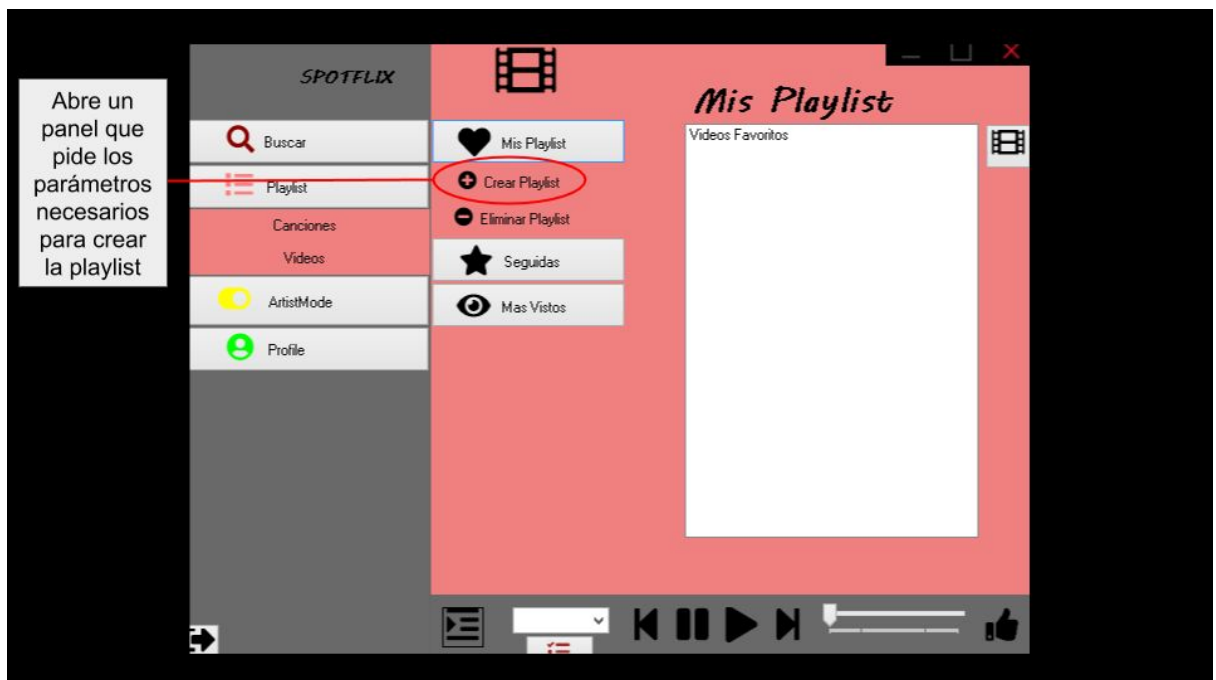 Abre un
panel que
pide los
parámetros
necesarios
para crear
la playlist
SPOTFLIX
Buscar
Playlist
Canciones
Videos
ArtistMode
Profile
Mis Playlist
Crear Playlist
Eliminar Playlist
Seguidas
Mas Vistos
Mis Playlist
Videos Favoritos